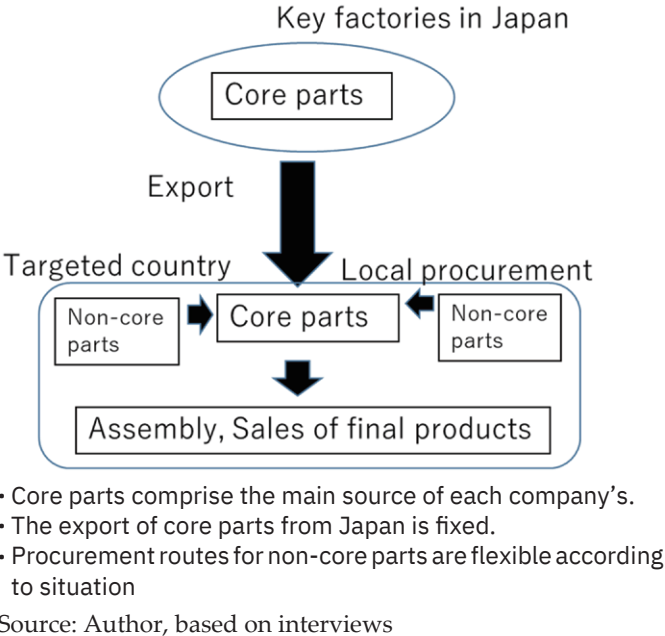 Key factories in Japan
Core parts
Export
Targeted country
Local procurement
Non-core
parts
Core parts
Non-core
parts
Assembly, Sales of final products
・Core parts comprise the main source of each company’s.
・The export of core parts from Japan is fixed.
・Procurement routes for non-core parts are flexible according
to situation
Source: Author, based on interviews